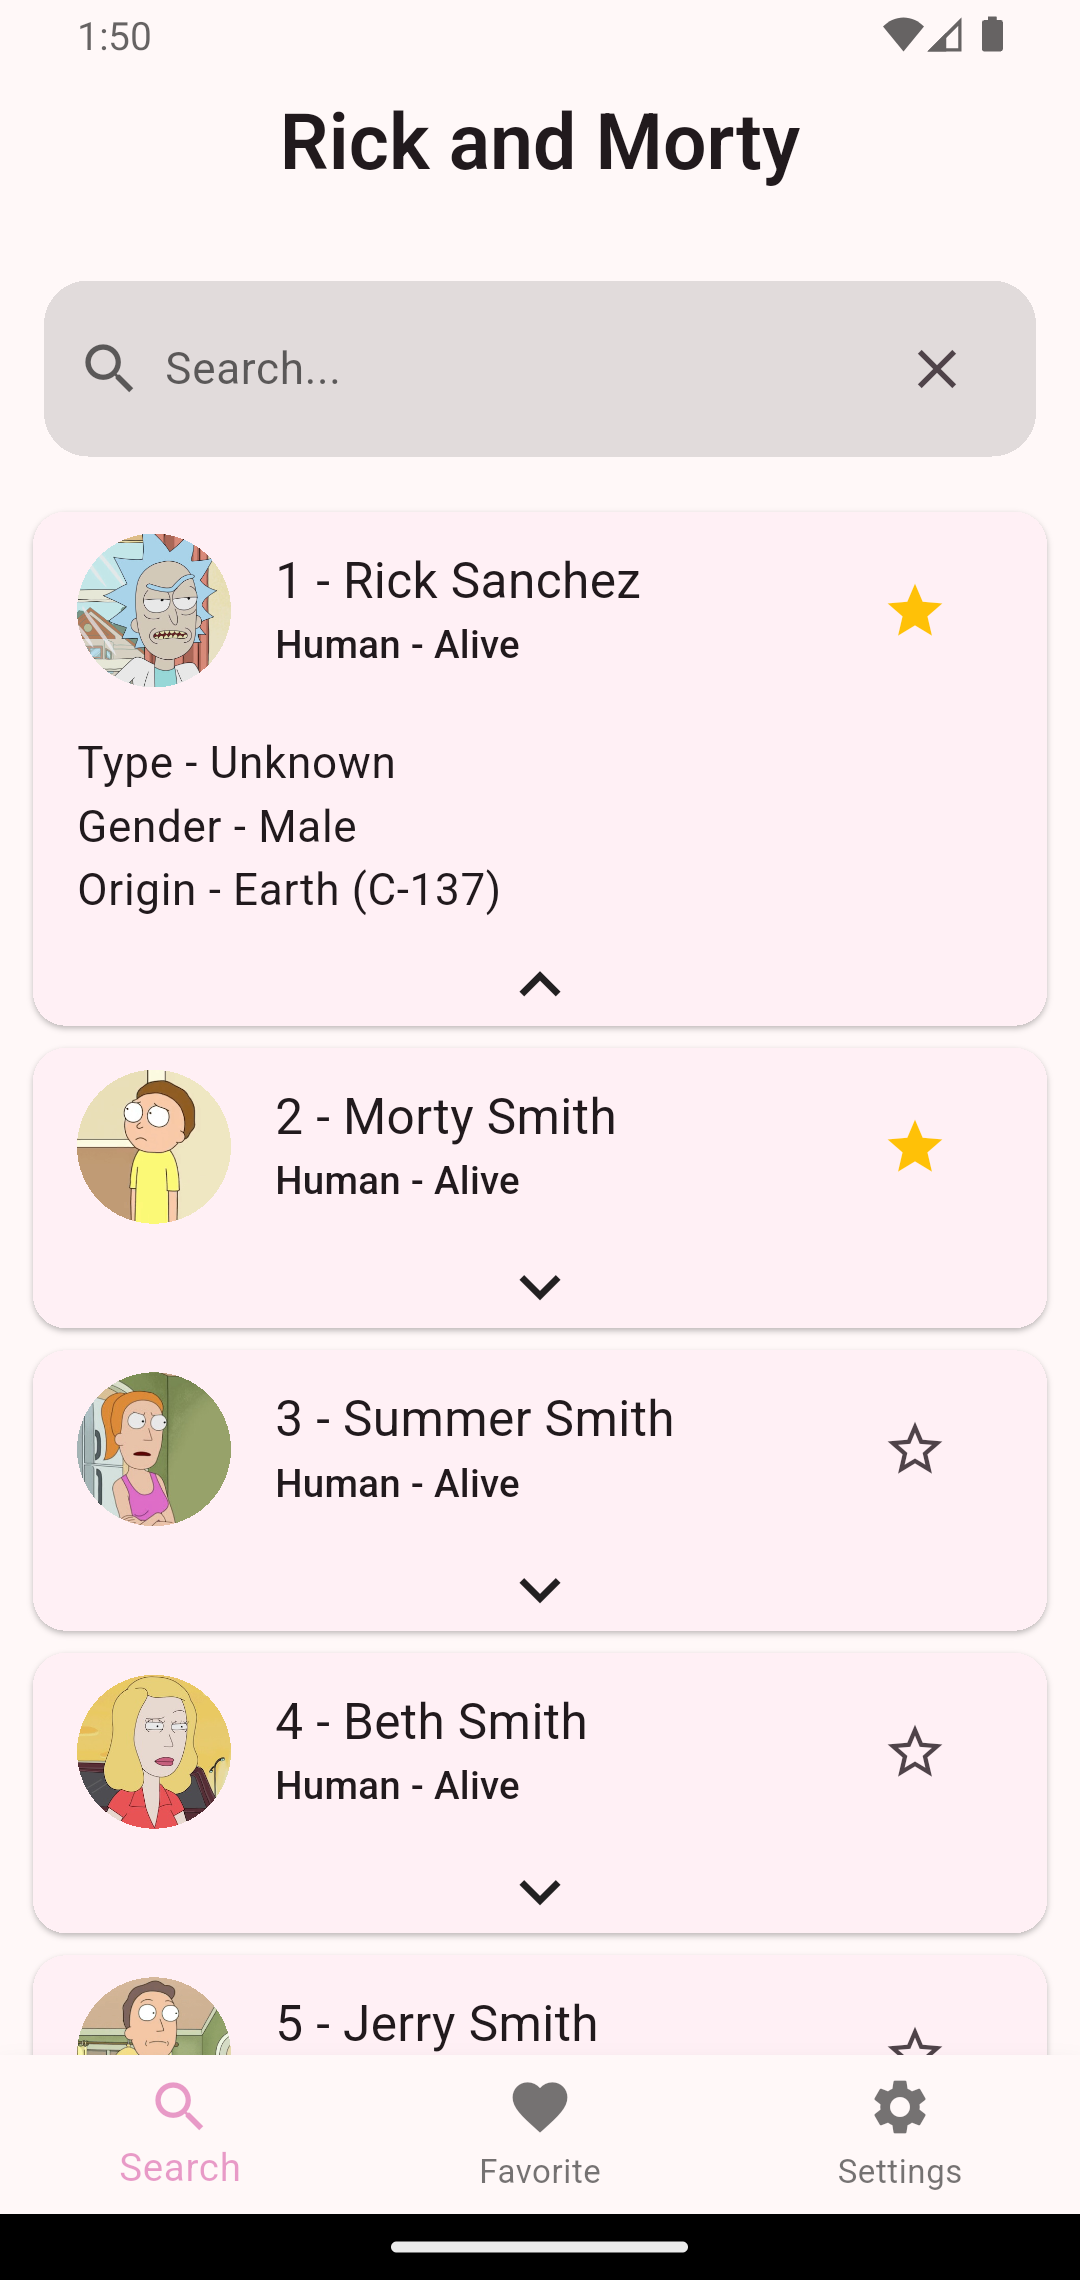 1:50
Rick and Morty
Search...
1 - Rick Sanchez
Human - Alive
Type - Unknown
Gender - Male
Origin - Earth (C-137)
2 - Morty Smith
Human - Alive
3 - Summer Smith
Human - Alive
4 - Beth Smith
Human - Alive
5 - Jerry Smith
Search
Favorite
Settings